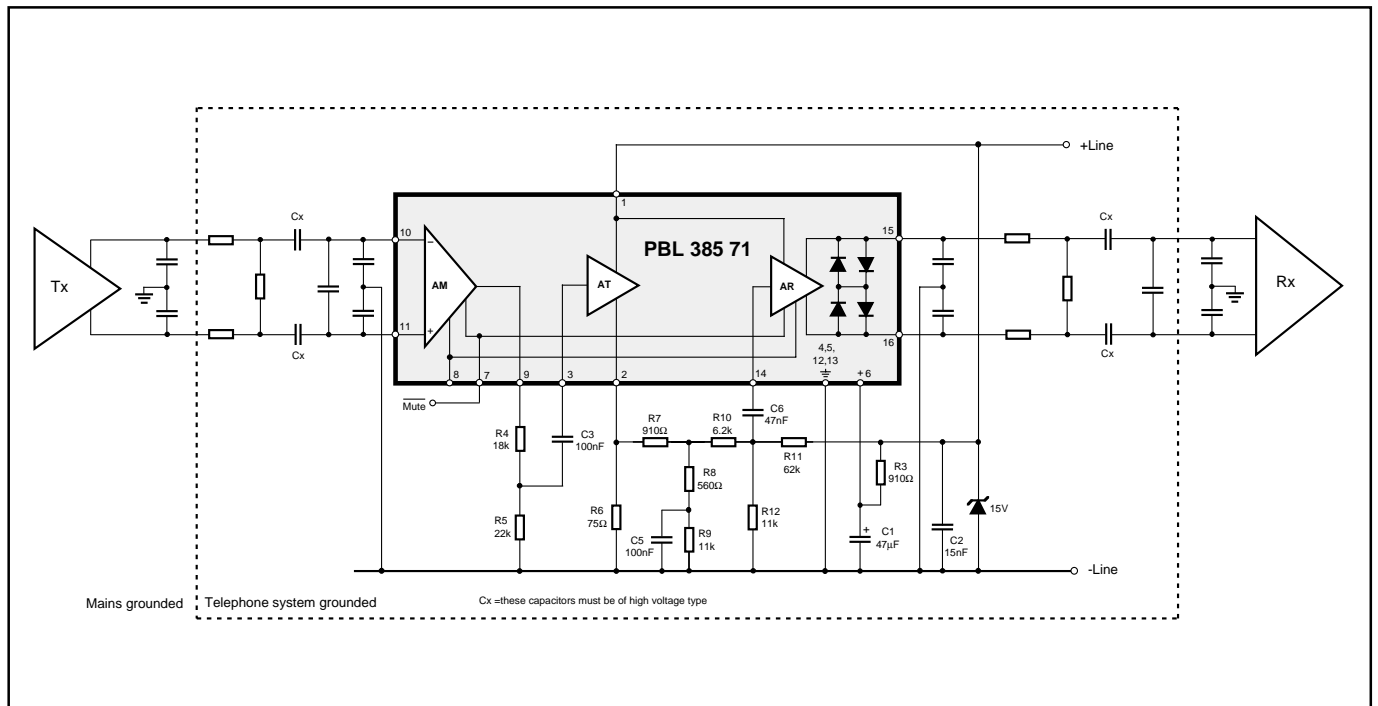 +Line
Cx
Cx
1
10
PBL 385 71
15
−
Tx
AM
AT
AR
Rx
+
11
16
Cx
Cx
4,5,
12,13
8
7
9
3
2
14
+ 6
Mute
C6
47nF
R4
18k
C3
100nF
R7
910Ω
R10
6.2k
R11
62k
R3
910Ω
R8
560Ω
R5
22k
R6
75Ω
R12
11k
15V
C5
100nF
R9
11k
+
C1
47µF
C2
15nF
-Line
Mains grounded
Telephone system grounded
Cx =these capacitors must be of high voltage type